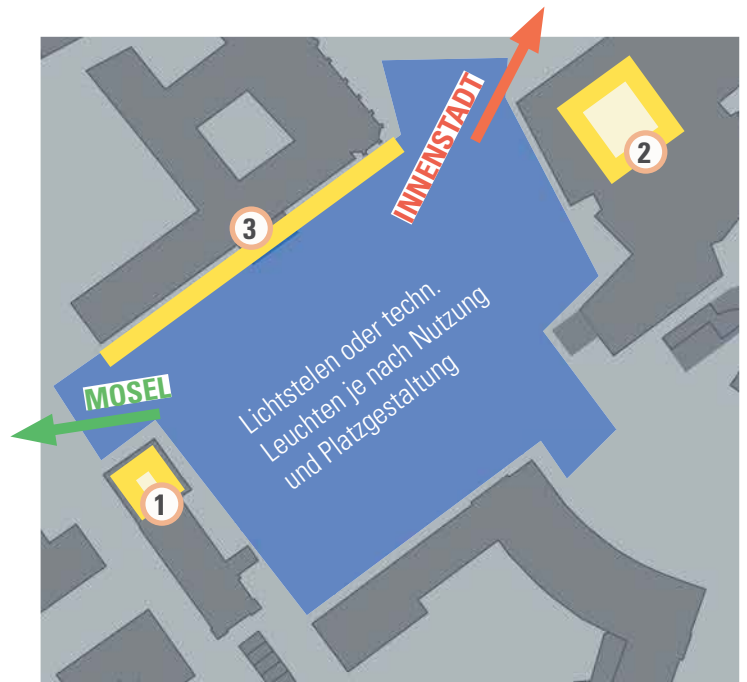 INNENSTADT
2
3
Lichtstelen oder techn.
Leuchten je nach Nutzung
und Platzgestaltung
MOSEL
1